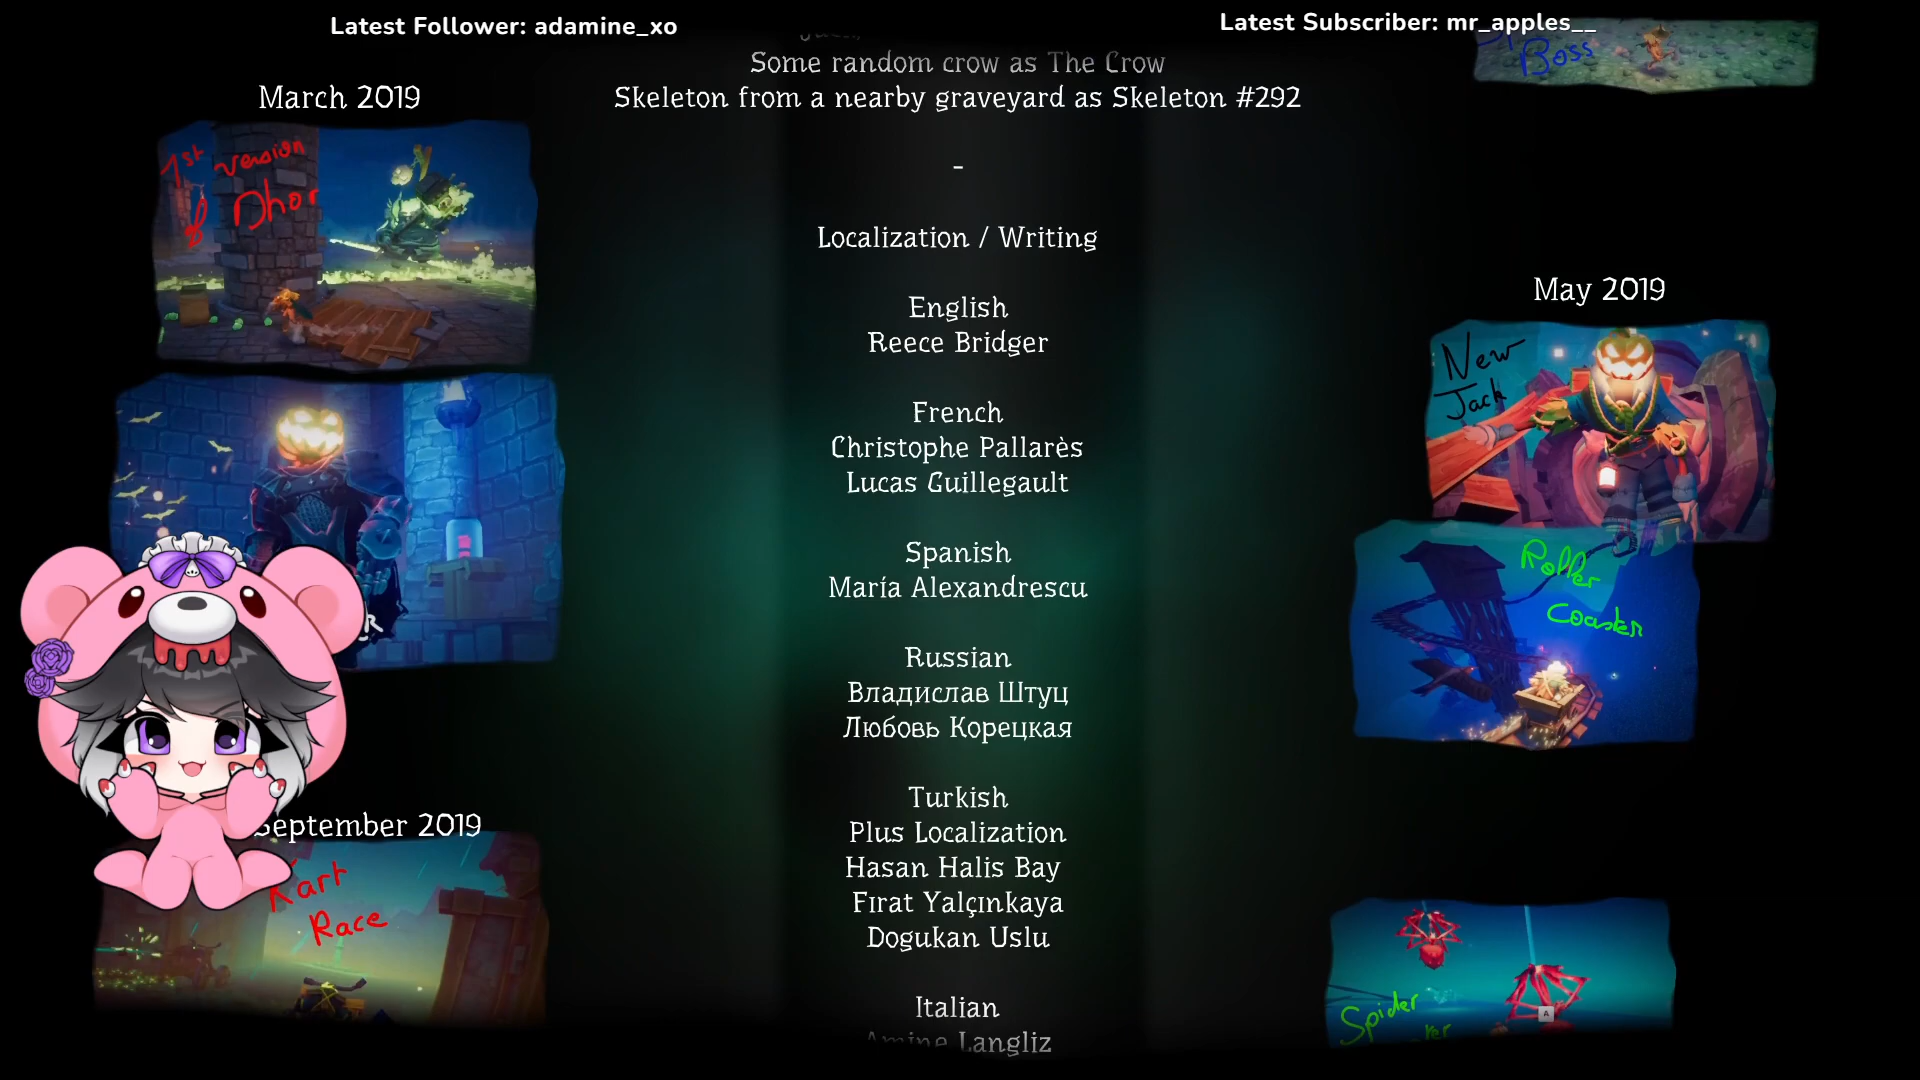 Latest Follower: adamine_xo
Latest Subscriber: mr_apples__
Boss
Some random crow as The Crow
Skeleton from a nearby graveyard as Skeleton #292
-
March 2019
1st version
Dhor
Localization / Writing
English
Reece Bridger
May 2019
New
Jack
French
Christophe Pallarès
Lucas Guillegault
Spanish
María Alexandrescu
Roller
Coaster
Russian
Владислав Штуц
Любовь Корецкая
Turkish
Plus Localization
Hasan Halis Bay
Fırat Yalçınkaya
Dogukan Uslu
September 2019
Kart
Race
Italian
Amine Langliz
Spider
A